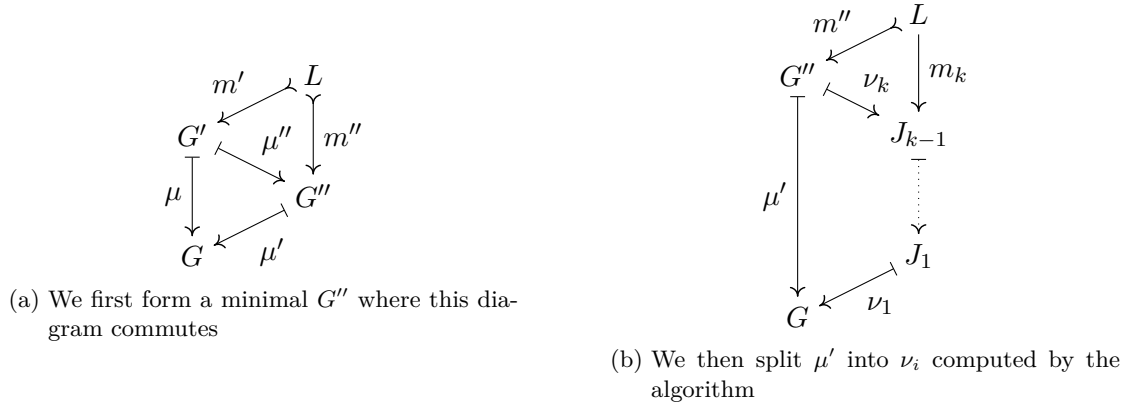 L
m′
G′
μ″
m″
μ
G″
G
μ′
(a) We first form a minimal G″ where this dia-
gram commutes
L
m″
G″
ν_k
m_k
J_{k−1}
μ′
J_1
G
ν_1
(b) We then split μ′ into ν_i computed by the
algorithm